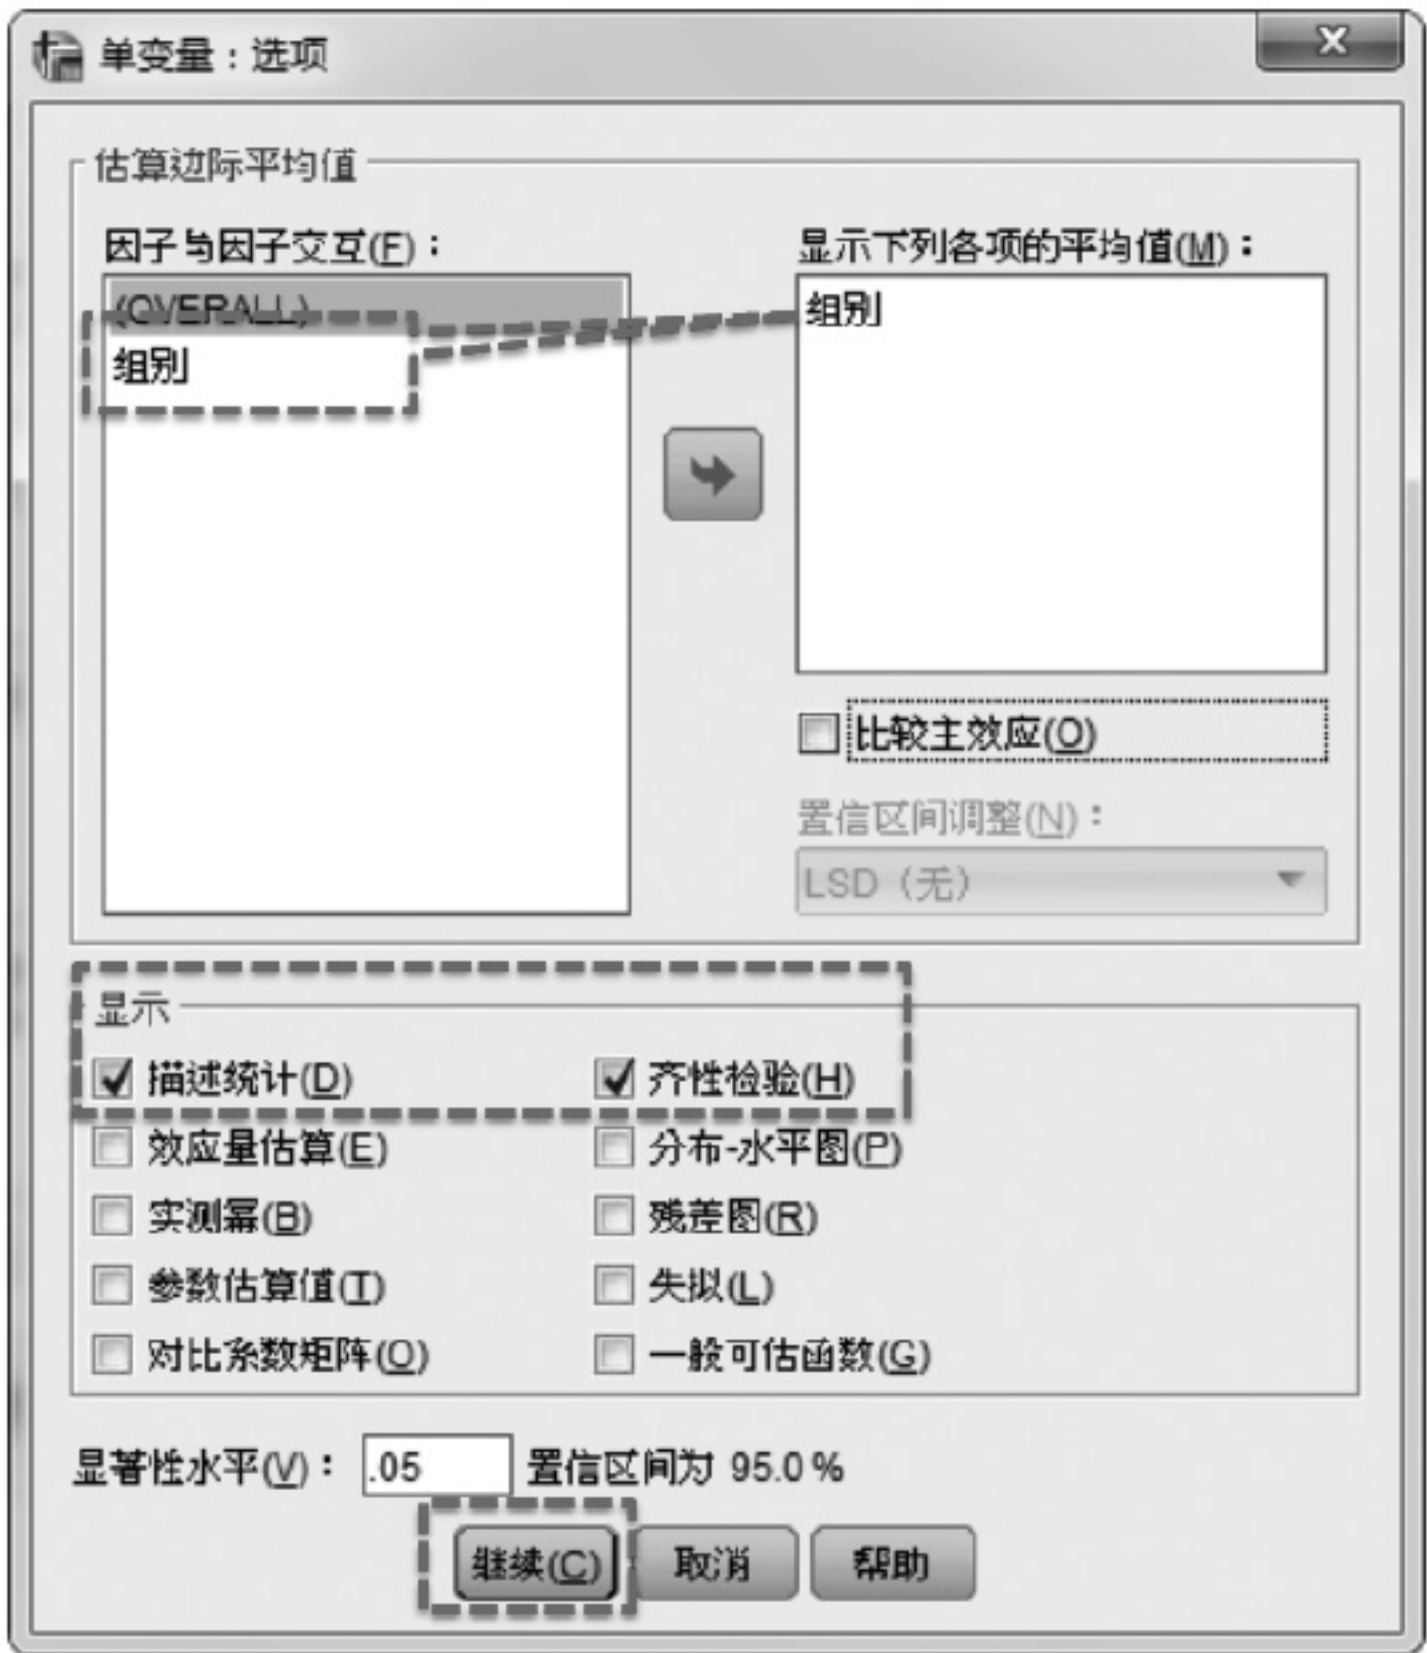 单变量：选项
估算边际平均值
因子与因子交互(F)：
(OVERALL)
组别
显示下列各项的平均值(M)：
组别
比较主效应(O)
置信区间调整(N)：
LSD（无）
显示
描述统计(D)
齐性检验(H)
效应量估算(E)
分布-水平图(P)
实测幂(B)
残差图(R)
参数估算值(T)
失拟(L)
对比系数矩阵(O)
一般可估函数(G)
显著性水平(V)： .05 置信区间为 95.0 %
继续(C) 取消 帮助